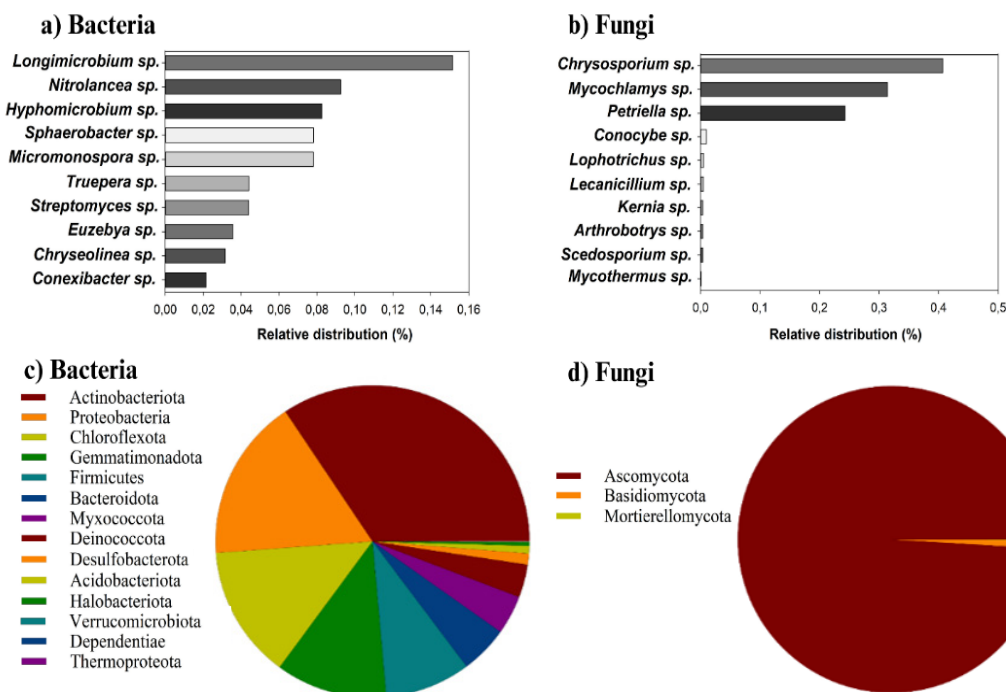 a) Bacteria
Longimicrobium sp.
Nitrolancea sp.
Hyphomicrobium sp.
Sphaerobacter sp.
Micromonospora sp.
Truepera sp.
Streptomyces sp.
Euzebya sp.
Chryseolinea sp.
Conexibacter sp.
0,00 0,02 0,04 0,06 0,08 0,10 0,12 0,14 0,16
Relative distribution (%)
b) Fungi
Chrysosporium sp.
Mycochlamys sp.
Petriella sp.
Conocybe sp.
Lophotrichus sp.
Lecanicillium sp.
Kernia sp.
Arthrobotrys sp.
Scedosporium sp.
Mycothermus sp.
0,0 0,1 0,2 0,3 0,4 0,5
Relative distribution (%)
c) Bacteria
Actinobacteriota
Proteobacteria
Chloroflexota
Gemmatimonadota
Firmicutes
Bacteroidota
Myxococcota
Deinococcota
Desulfobacterota
Acidobacteriota
Halobacteriota
Verrucomicrobiota
Dependentiae
Thermoproteota
d) Fungi
Ascomycota
Basidiomycota
Mortierellomycota